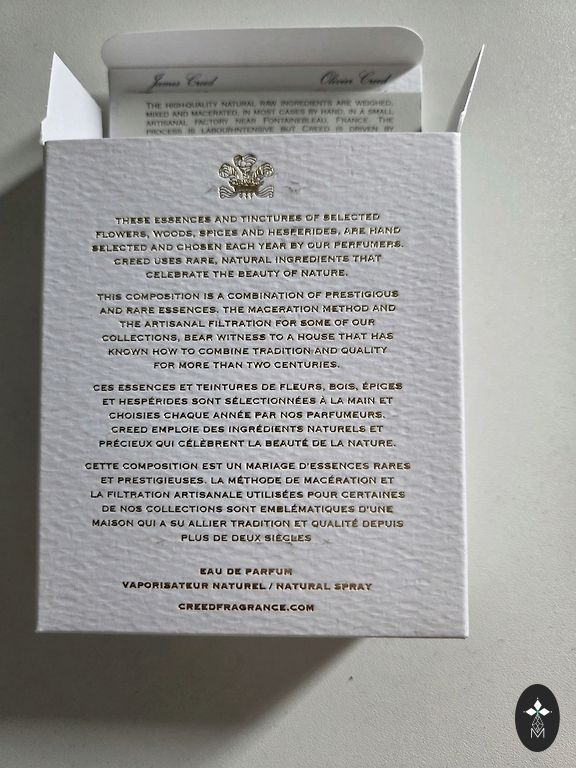 James Creed Olivier Creed
THE HIGH-QUALITY NATURAL RAW INGREDIENTS ARE WEIGHED,
MIXED AND MACERATED, IN MOST CASES BY HAND, IN A SMALL
ARTISANAL FACTORY NEAR FONTAINEBLEAU, FRANCE. THE
PROCESS IS LABOUR-INTENSIVE BUT CREED IS DRIVEN BY
THESE ESSENCES AND TINCTURES OF SELECTED
FLOWERS, WOODS, SPICES AND HESPERIDES, ARE HAND
SELECTED AND CHOSEN EACH YEAR BY OUR PERFUMERS.
CREED USES RARE, NATURAL INGREDIENTS THAT
CELEBRATE THE BEAUTY OF NATURE.
THIS COMPOSITION IS A COMBINATION OF PRESTIGIOUS
AND RARE ESSENCES. THE MACERATION METHOD AND
THE ARTISANAL FILTRATION FOR SOME OF OUR
COLLECTIONS, BEAR WITNESS TO A HOUSE THAT HAS
KNOWN HOW TO COMBINE TRADITION AND QUALITY
FOR MORE THAN TWO CENTURIES.
CES ESSENCES ET TEINTURES DE FLEURS, BOIS, ÉPICES
ET HESPÉRIDES SONT SÉLECTIONNÉES À LA MAIN ET
CHOISIES CHAQUE ANNÉE PAR NOS PARFUMEURS.
CREED EMPLOIE DES INGRÉDIENTS NATURELS ET
PRÉCIEUX QUI CÉLÈBRENT LA BEAUTÉ DE LA NATURE.
CETTE COMPOSITION EST UN MARIAGE D'ESSENCES RARES
ET PRESTIGIEUSES. LA MÉTHODE DE MACÉRATION ET
LA FILTRATION ARTISANALE UTILISÉES POUR CERTAINES
DE NOS COLLECTIONS SONT EMBLÉMATIQUES D'UNE
MAISON QUI A SU ALLIER TRADITION ET QUALITÉ DEPUIS
PLUS DE DEUX SIÈCLES
EAU DE PARFUM
VAPORISATEUR NATUREL / NATURAL SPRAY
CREEDFRAGRANCE.COM
M